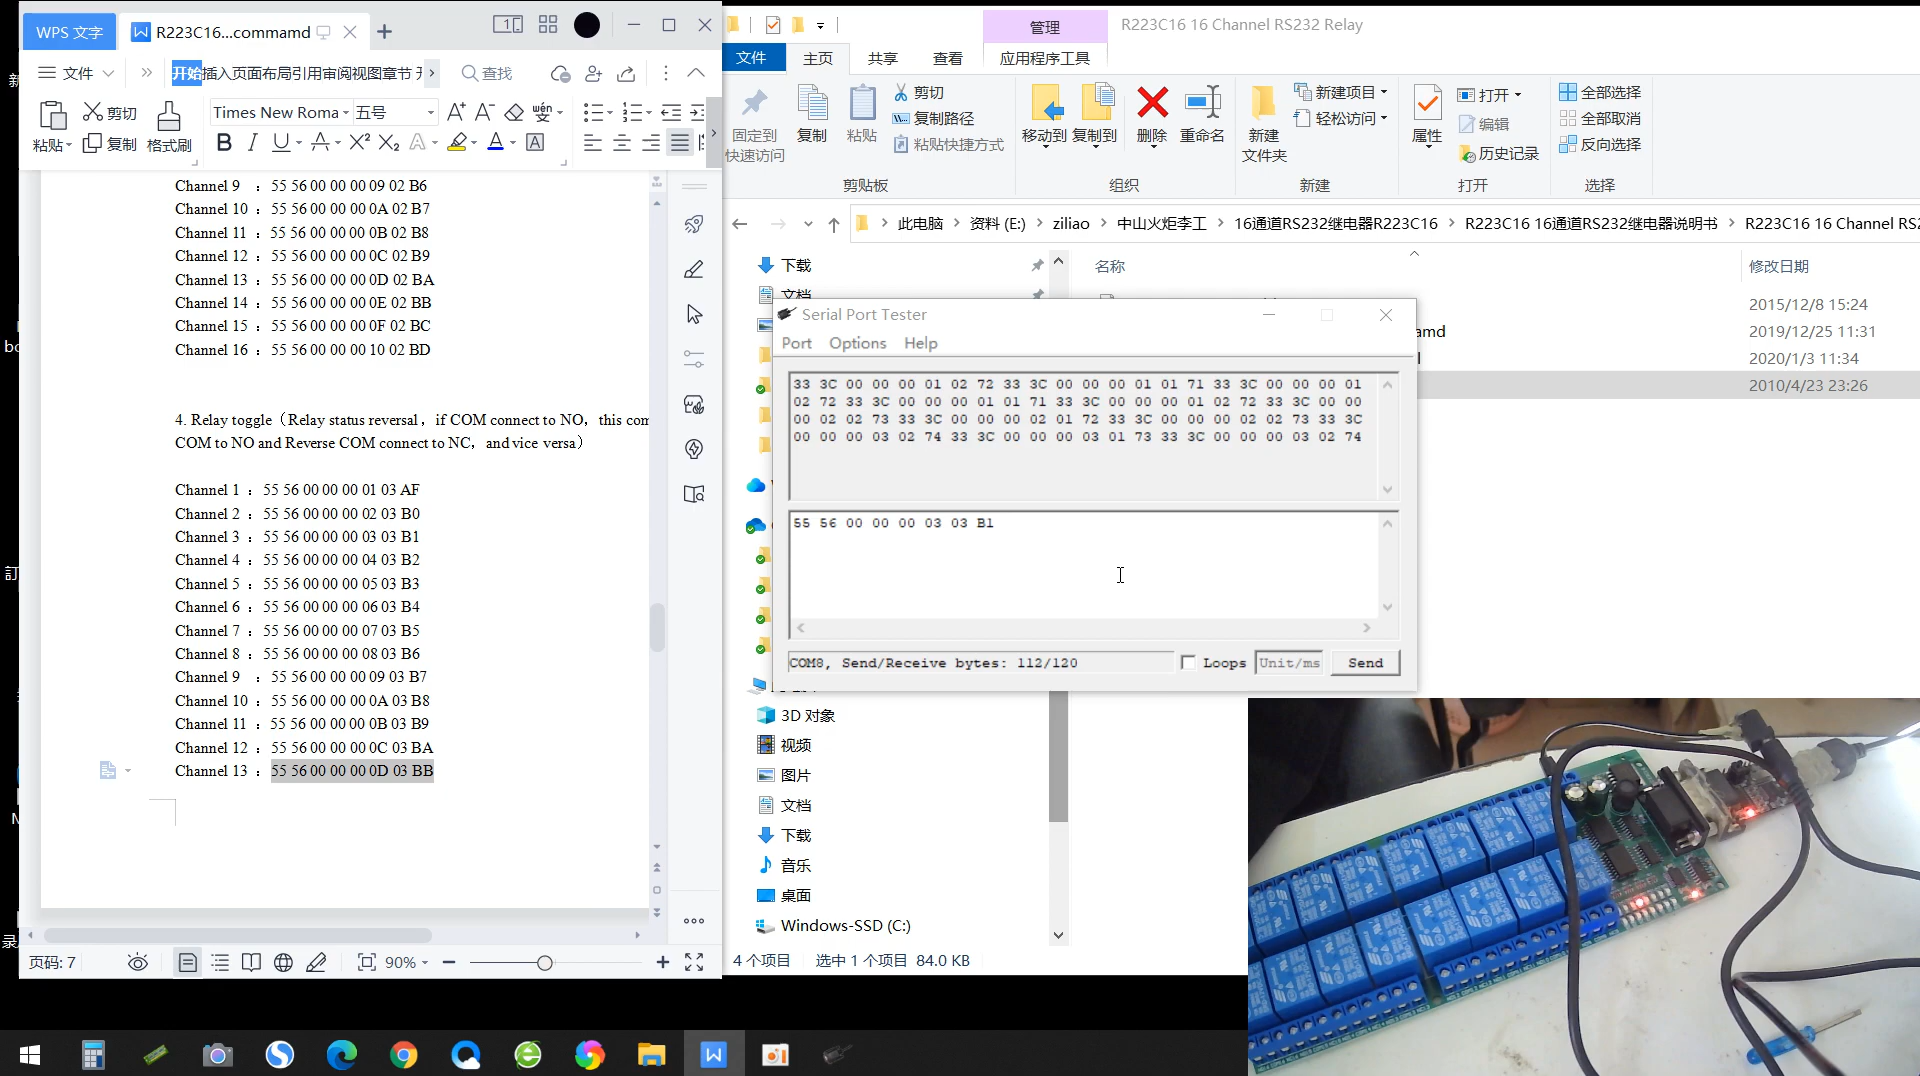 WPS 文字
R223C16...commamd
文件
开始插入页面布局引用审阅视图章节
查找
粘贴
剪切
复制
格式刷
Times New Roma
五号
Channel 9 ：55 56 00 00 00 09 02 B6
Channel 10 ：55 56 00 00 00 0A 02 B7
Channel 11 ：55 56 00 00 00 0B 02 B8
Channel 12 ：55 56 00 00 00 0C 02 B9
Channel 13 ：55 56 00 00 00 0D 02 BA
Channel 14 ：55 56 00 00 00 0E 02 BB
Channel 15 ：55 56 00 00 00 0F 02 BC
Channel 16 ：55 56 00 00 00 10 02 BD
4. Relay toggle（Relay status reversal，if COM connect to NO，this com
COM to NO and Reverse COM connect to NC，and vice versa）
Channel 1 ：55 56 00 00 00 01 03 AF
Channel 2 ：55 56 00 00 00 02 03 B0
Channel 3 ：55 56 00 00 00 03 03 B1
Channel 4 ：55 56 00 00 00 04 03 B2
Channel 5 ：55 56 00 00 00 05 03 B3
Channel 6 ：55 56 00 00 00 06 03 B4
Channel 7 ：55 56 00 00 00 07 03 B5
Channel 8 ：55 56 00 00 00 08 03 B6
Channel 9 ：55 56 00 00 00 09 03 B7
Channel 10 ：55 56 00 00 00 0A 03 B8
Channel 11 ：55 56 00 00 00 0B 03 B9
Channel 12 ：55 56 00 00 00 0C 03 BA
Channel 13 ：55 56 00 00 00 0D 03 BB
页码: 7
90%
管理
R223C16 16 Channel RS232 Relay
文件
主页
共享
查看
应用程序工具
固定到
快速访问
复制
粘贴
剪切
复制路径
粘贴快捷方式
剪贴板
移动到
复制到
删除
重命名
组织
新建
文件夹
新建项目
轻松访问
新建
属性
打开
编辑
历史记录
打开
全部选择
全部取消
反向选择
选择
此电脑 > 资料 (E:) > ziliao > 中山火炬李工 > 16通道RS232继电器R223C16 > R223C16 16通道RS232继电器说明书 > R223C16 16 Channel RS2
名称
修改日期
下载
文档
2015/12/8 15:24
amd
2019/12/25 11:31
2020/1/3 11:34
2010/4/23 23:26
Serial Port Tester
Port Options Help
33 3C 00 00 00 01 02 72 33 3C 00 00 00 01 01 71 33 3C 00 00 00 01
02 72 33 3C 00 00 00 01 01 71 33 3C 00 00 00 01 02 72 33 3C 00 00
00 02 02 73 33 3C 00 00 00 02 01 72 33 3C 00 00 00 02 02 73 33 3C
00 00 00 03 02 74 33 3C 00 00 00 03 01 73 33 3C 00 00 00 03 02 74
55 56 00 00 00 03 03 B1
COM8, Send/Receive bytes: 112/120
Loops
Unit/ms
Send
3D 对象
视频
图片
文档
下载
音乐
桌面
Windows-SSD (C:)
4 个项目
选中 1 个项目 84.0 KB